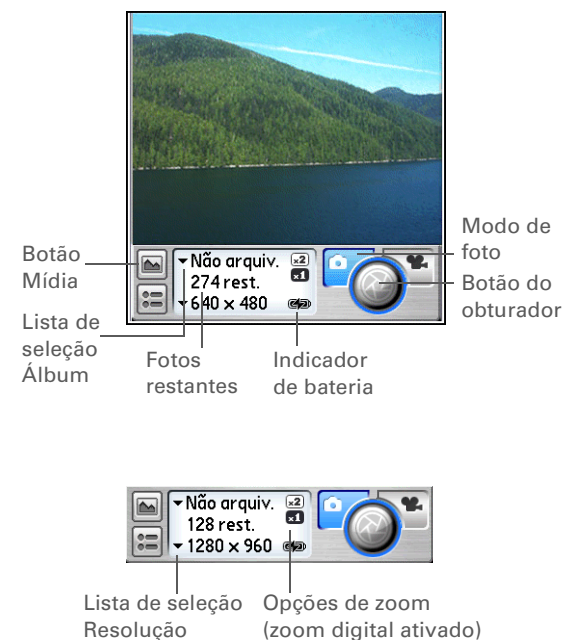 Modo de
foto
Botão do
obturador
Botão
Mídia
Lista de
seleção
Álbum
Não arquiv.
x2
274 rest.
x1
640 x 480
Fotos
restantes
Indicador
de bateria
Não arquiv.
x2
128 rest.
x1
1280 x 960
Lista de seleção
Resolução
Opções de zoom
(zoom digital ativado)